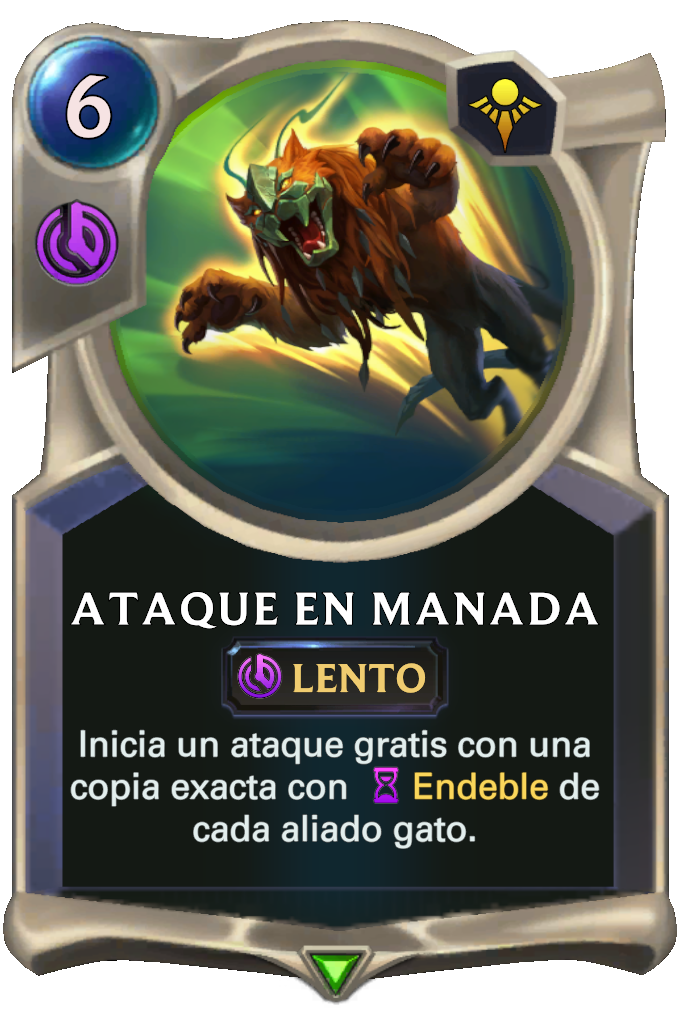 6
ATAQUE EN MANADA
LENTO
Inicia un ataque gratis con una
copia exacta con Endeble de
cada aliado gato.